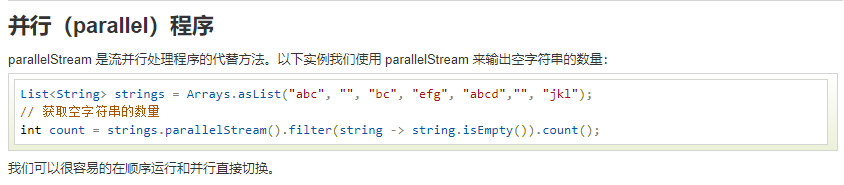 并行（parallel）程序
parallelStream 是流并行处理程序的代替方法。以下实例我们使用 parallelStream 来输出空字符串的数量：
List<String> strings = Arrays.asList("abc", "", "bc", "efg", "abcd","", "jkl");
// 获取空字符串的数量
int count = strings.parallelStream().filter(string -> string.isEmpty()).count();
我们可以很容易的在顺序运行和并行直接切换。